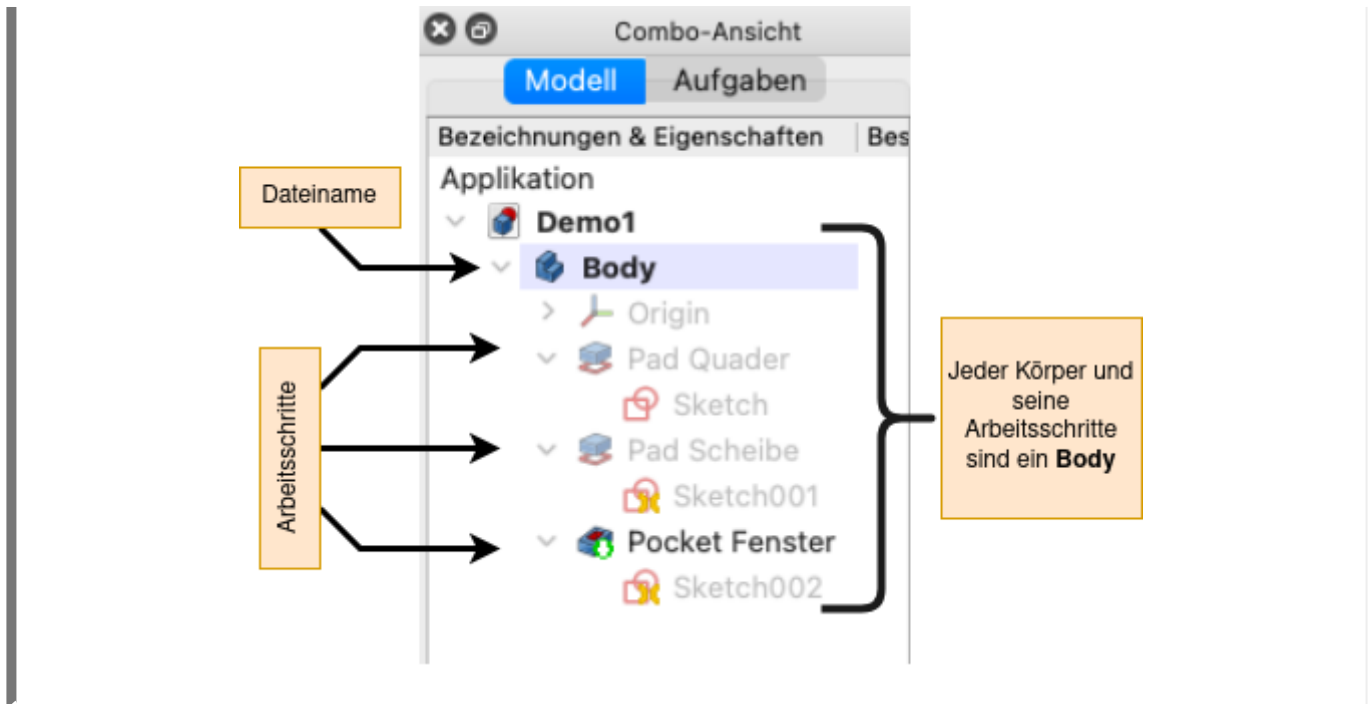 Combo-Ansicht
Modell Aufgaben
Bezeichnungen & Eigenschaften Bes
Applikation
Dateiname
Demo1
Body
Origin
Pad Quader
Sketch
Pad Scheibe
Sketch001
Pocket Fenster
Sketch002
Arbeitsschritte
Jeder Körper und
seine
Arbeitsschritte
sind ein Body